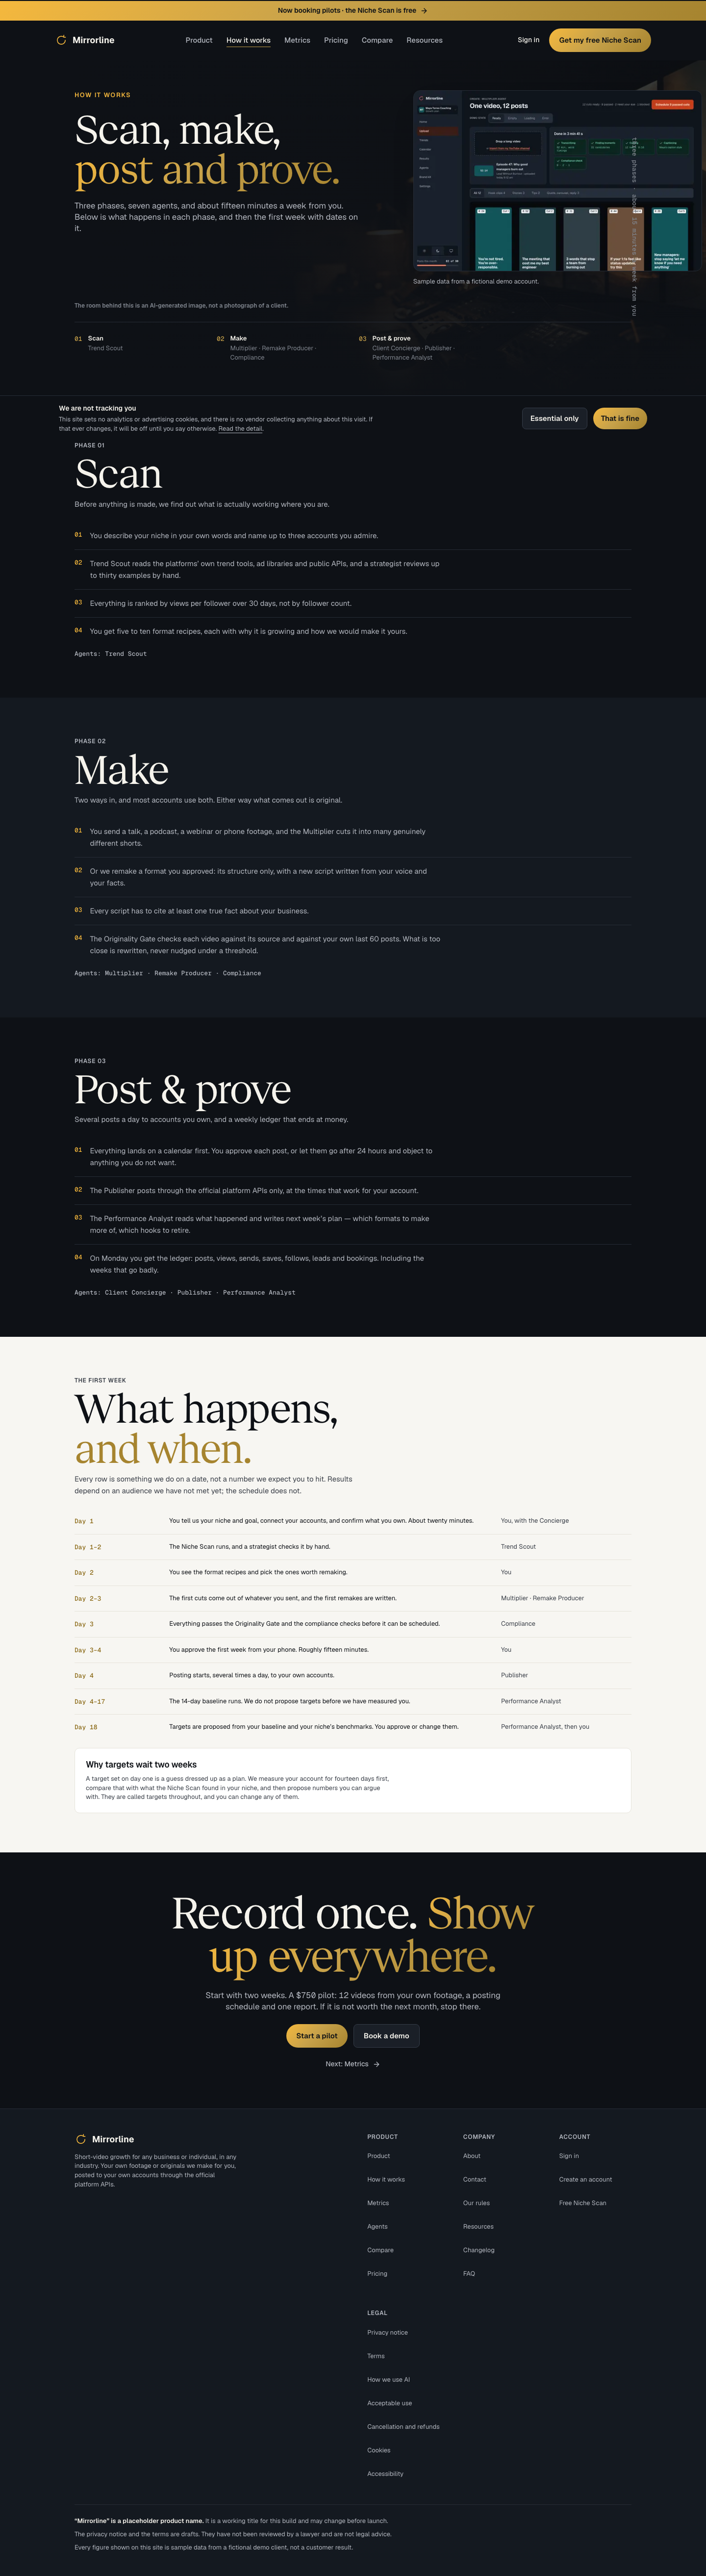 Now booking pilots · the Niche Scan is free →
Mirrorline
Product
How it works
Metrics
Pricing
Compare
Resources
Sign in
Get my free Niche Scan
HOW IT WORKS
Scan, make,
post and prove.
Three phases, seven agents, and about fifteen minutes a week from you.
Below is what happens in each phase, and then the first week with dates on
it.
Mirrorline
One video, 12 posts
Sample data from a fictional demo account.
The room behind this is an AI-generated image, not a photograph of a client.
01 Scan
Trend Scout
02 Make
Multiplier · Remake Producer ·
Compliance
03 Post & prove
Client Concierge · Publisher ·
Performance Analyst
We are not tracking you
This site sets no analytics or advertising cookies, and there is no vendor collecting anything about this visit. If
that ever changes, it will be off until you say otherwise. Read the detail.
Essential only
That is fine
PHASE 01
Scan
Before anything is made, we find out what is actually working where you are.
01 You describe your niche in your own words and name up to three accounts you admire.
02 Trend Scout reads the platforms' own trend tools, ad libraries and public APIs, and a strategist reviews up
to thirty examples by hand.
03 Everything is ranked by views per follower over 30 days, not by follower count.
04 You get five to ten format recipes, each with why it is growing and how we would make it yours.
Agents: Trend Scout
PHASE 02
Make
Two ways in, and most accounts use both. Either way what comes out is original.
01 You send a talk, a podcast, a webinar or phone footage, and the Multiplier cuts it into many genuinely
different shorts.
02 Or we remake a format you approved: its structure only, with a new script written from your voice and
your facts.
03 Every script has to cite at least one true fact about your business.
04 The Originality Gate checks each video against its source and against your own last 60 posts. What is too
close is rewritten, never nudged under a threshold.
Agents: Multiplier · Remake Producer · Compliance
PHASE 03
Post & prove
Several posts a day to accounts you own, and a weekly ledger that ends at money.
01 Everything lands on a calendar first. You approve each post, or let them go after 24 hours and object to
anything you do not want.
02 The Publisher posts through the official platform APIs only, at the times that work for your account.
03 The Performance Analyst reads what happened and writes next week's plan — which formats to make
more of, which hooks to retire.
04 On Monday you get the ledger: posts, views, sends, saves, follows, leads and bookings. Including the
weeks that go badly.
Agents: Client Concierge · Publisher · Performance Analyst
THE FIRST WEEK
What happens,
and when.
Every row is something we do on a date, not a number we expect you to hit. Results
depend on an audience we have not met yet; the schedule does not.
Day 1 You tell us your niche and goal, connect your accounts, and confirm what you own. About twenty minutes. You, with the Concierge
Day 1–2 The Niche Scan runs, and a strategist checks it by hand. Trend Scout
Day 2 You see the format recipes and pick the ones worth remaking. You
Day 2–3 The first cuts come out of whatever you sent, and the first remakes are written. Multiplier · Remake Producer
Day 3 Everything passes the Originality Gate and the compliance checks before it can be scheduled. Compliance
Day 3–4 You approve the first week from your phone. Roughly fifteen minutes. You
Day 4 Posting starts, several times a day, to your own accounts. Publisher
Day 4–17 The 14-day baseline runs. We do not propose targets before we have measured you. Performance Analyst
Day 18 Targets are proposed from your baseline and your niche's benchmarks. You approve or change them. Performance Analyst, then you
Why targets wait two weeks
A target set on day one is a guess dressed up as a plan. We measure your account for fourteen days first,
compare that with what the Niche Scan found in your niche, and then propose numbers you can argue
with. They are called targets throughout, and you can change any of them.
Record once. Show
up everywhere.
Start with two weeks. A $750 pilot: 12 videos from your own footage, a posting
schedule and one report. If it is not worth the next month, stop there.
Start a pilot
Book a demo
Next: Metrics →
Mirrorline
Short-video growth for any business or individual, in any
industry. Your own footage or originals we make for you,
posted to your own accounts through the official
platform APIs.
PRODUCT
Product
How it works
Metrics
Agents
Compare
Pricing
COMPANY
About
Contact
Our rules
Resources
Changelog
FAQ
ACCOUNT
Sign in
Create an account
Free Niche Scan
LEGAL
Privacy notice
Terms
How we use AI
Acceptable use
Cancellation and refunds
Cookies
Accessibility
"Mirrorline" is a placeholder product name. It is a working title for this build and may change before launch.
The privacy notice and the terms are drafts. They have not been reviewed by a lawyer and are not legal advice.
Every figure shown on this site is sample data from a fictional demo client, not a customer result.